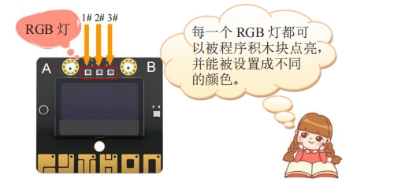 1# 2# 3#
RGB 灯
A
B
PYTHON
每一个 RGB 灯都可
以被程序积木块点亮，
并能被设置成不同
的颜色。